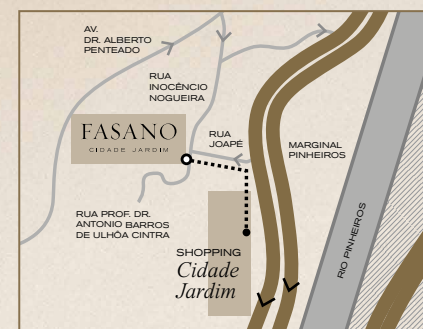 AV.
DR. ALBERTO
PENTEADO
RUA
INOCÊNCIO
NOGUEIRA
FASANO
CIDADE JARDIM
RUA
JOAPÉ
MARGINAL
PINHEIROS
RUA PROF. DR.
ANTONIO BARROS
DE ULHÔA CINTRA
SHOPPING
Cidade
Jardim
RIO PINHEIROS